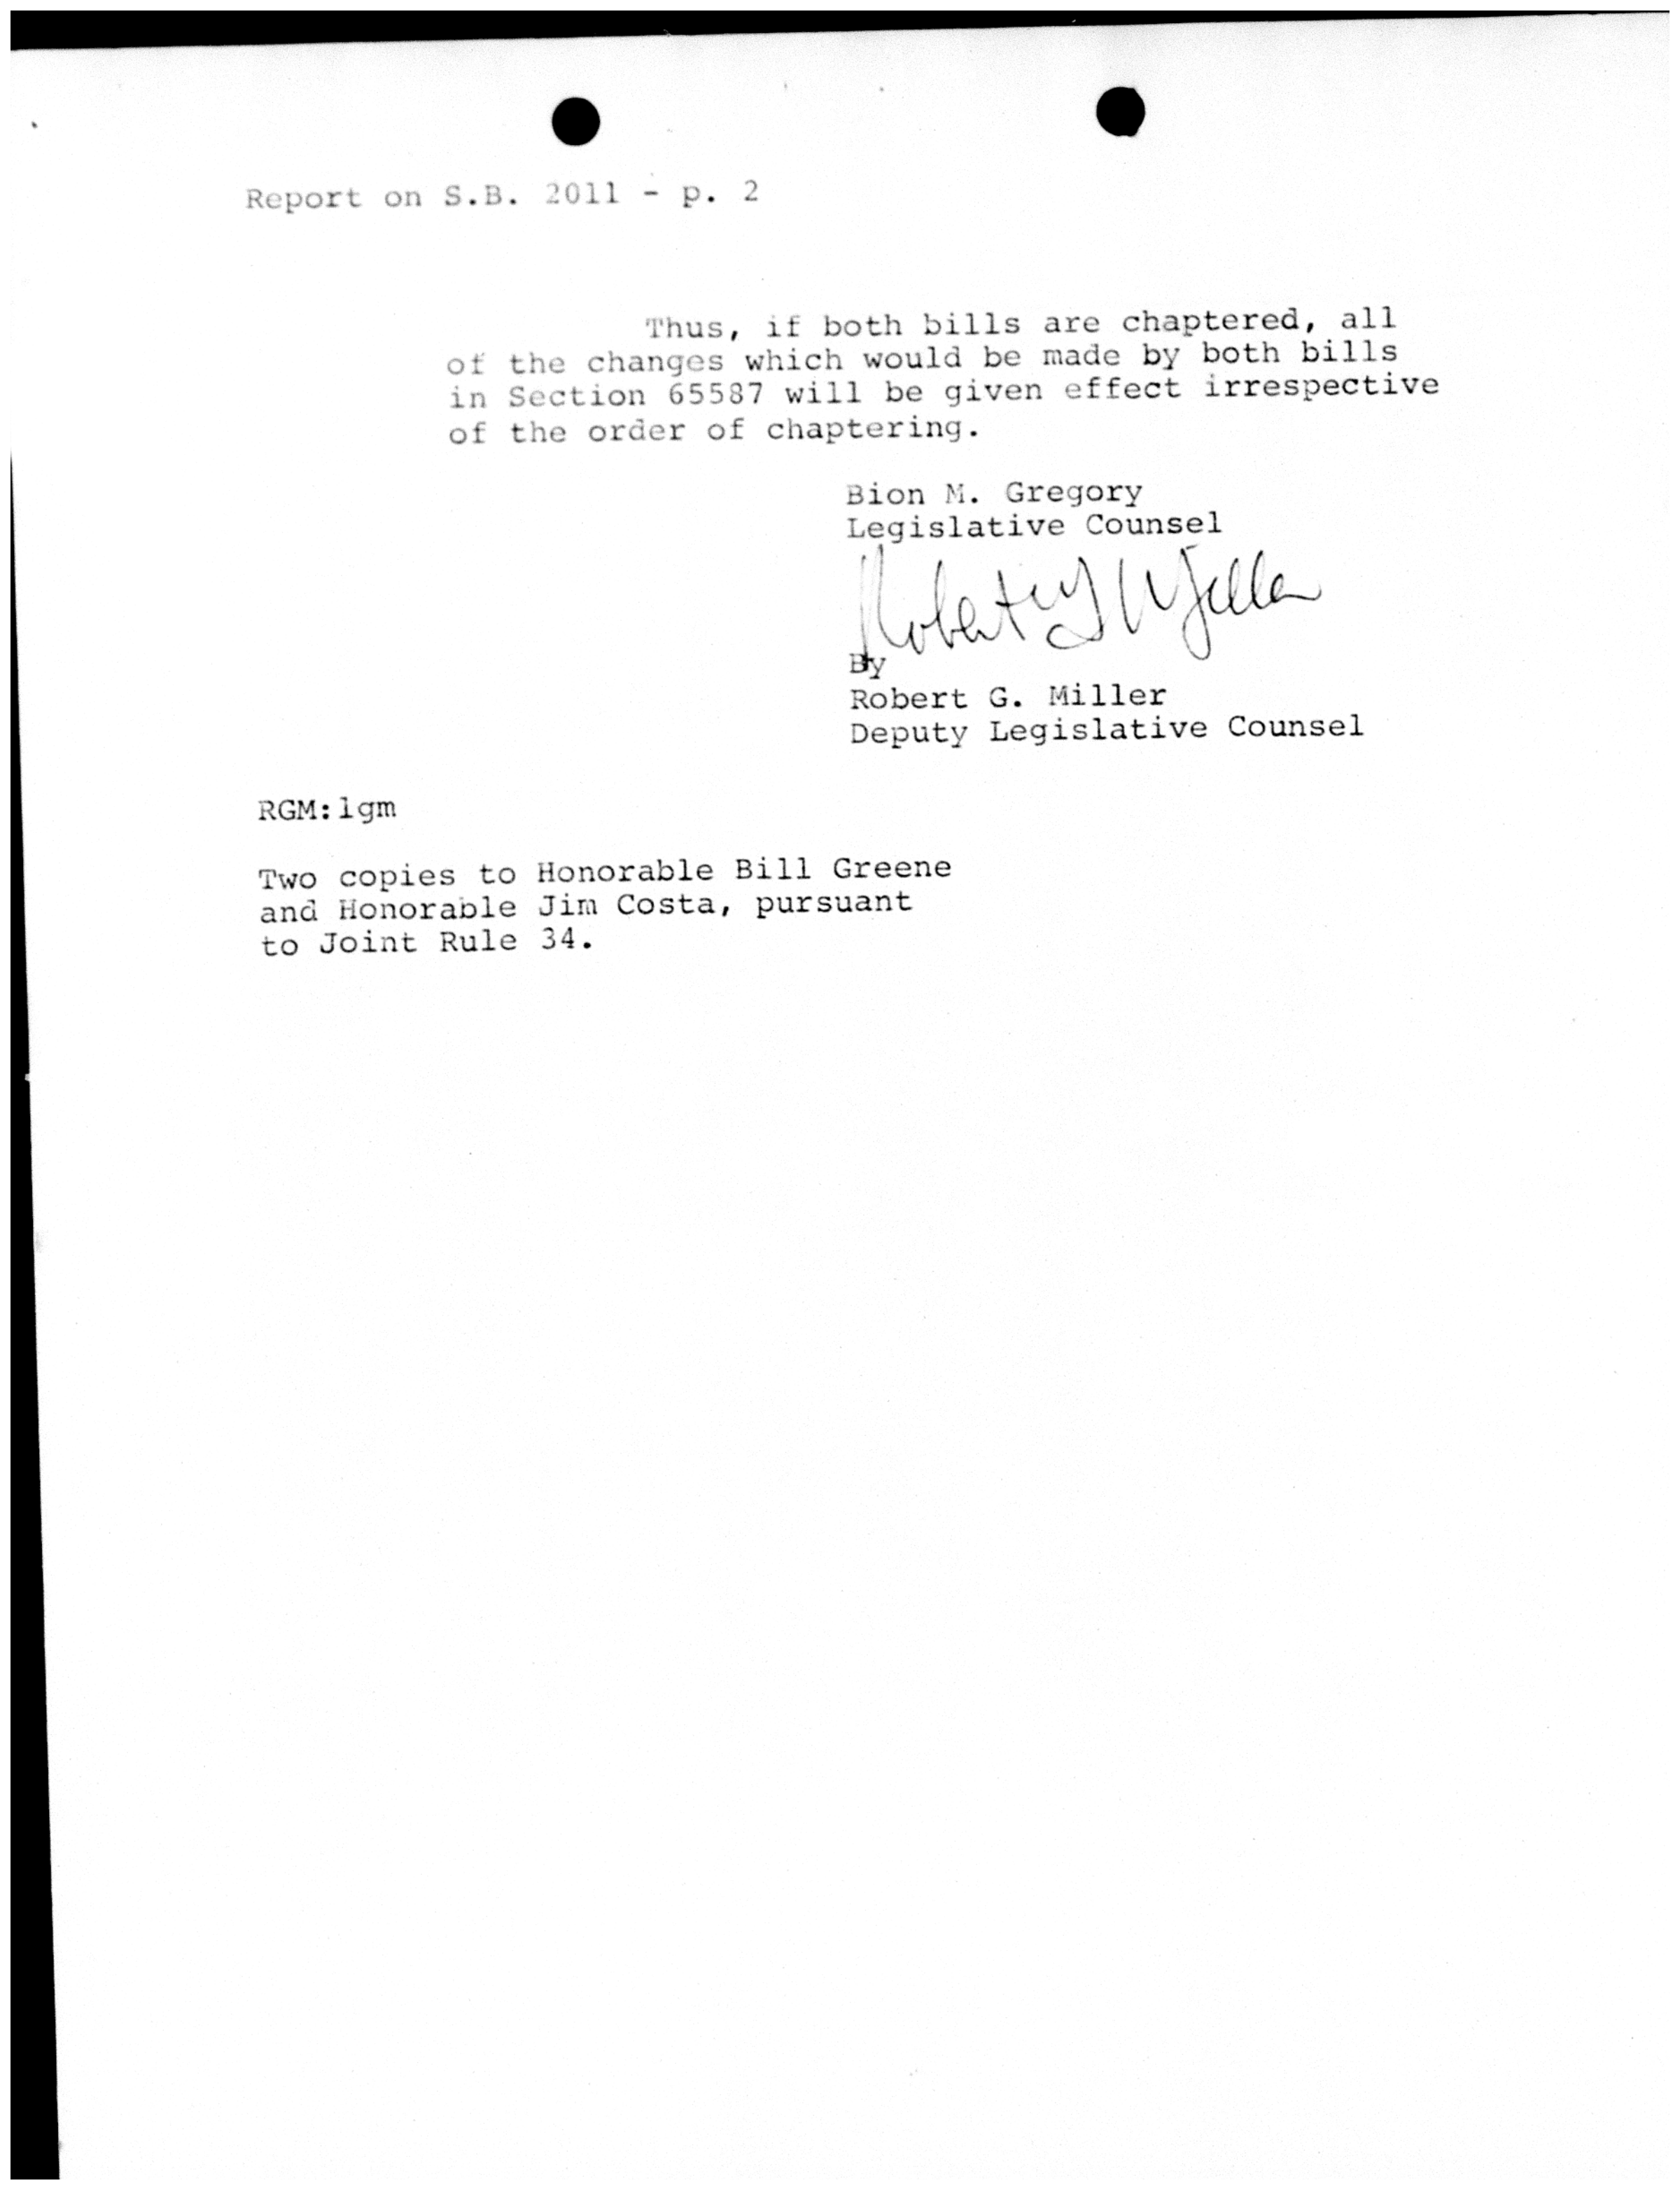 Report on S.B. 2011 - p. 2
Thus, if both bills are chaptered, all
of the changes which would be made by both bills
in Section 65587 will be given effect irrespective
of the order of chaptering.
Bion M. Gregory
Legislative Counsel
Robert G Miller
By
Robert G. Miller
Deputy Legislative Counsel
RGM:lgm
Two copies to Honorable Bill Greene
and Honorable Jim Costa, pursuant
to Joint Rule 34.